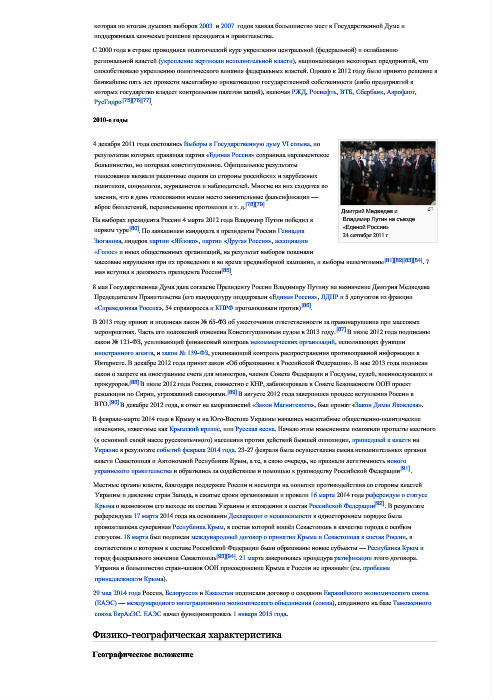 которая по итогам думских выборов 2003 и 2007 годов заняла большинство мест в Государственной Думе и
поддерживала ключевые решения президента и правительства.
С 2000 года в стране проводился политический курс укрепления центральной (федеральной) и ослаблению
региональной властей (укрепление вертикали исполнительной власти), национализации некоторых предприятий, что
способствовало укреплению политического влияния федеральных властей. Однако к 2012 году было принято решение в
ближайшие пять лет провести масштабную приватизацию государственной собственности (либо предприятий в
которых государство владеет контрольным пакетом акций), включая РЖД, Роснефть, ВТБ, Сбербанк, Аэрофлот,
РусГидро[75][76][77].
2010-е годы
4 декабря 2011 года состоялись Выборы в Государственную думу VI созыва, по
результатам которых правящая партия «Единая Россия» сохранила парламентское
большинство, но потеряла конституционное. Официальные результаты
голосования вызвали различные оценки со стороны российских и зарубежных
политиков, социологов, журналистов и наблюдателей. Многие из них сходятся во
мнении, что в день голосования имели место значительные фальсификации —
вброс бюллетеней, переписывание протоколов и т. д.[78][79]
Дмитрий Медведев и
Владимир Путин на съезде
«Единой России»
24 сентября 2011 г
На выборах президента России 4 марта 2012 года Владимир Путин победил в
первом туре[80]. По заявлениям кандидата в президенты России Геннадия
Зюганова, лидеров партии «Яблоко», партии «Другая Россия», ассоциации
«Голос» и иных общественных организаций, на результат выборов повлияли
массовые нарушения при их проведении и во время предвыборной кампании, и выборы нелегитимны[81][82][83][84]. 7
мая вступил в должность президента России[85].
8 мая Государственная Дума дала согласие Президенту России Владимиру Путину на назначение Дмитрия Медведева
Председателем Правительства (его кандидатуру поддержали «Единая Россия», ЛДПР и 5 депутатов из фракции
«Справедливая Россия», 54 справоросса и КПРФ проголосовали против)[86].
В 2013 году принят и подписан закон № 65-ФЗ об ужесточении ответственности за правонарушения при массовых
мероприятиях. Часть его положений отменена Конституционным судом в 2013 году.[87] В июле 2012 года подписаны
закон № 121-ФЗ, усиливающий финансовый контроль некоммерческих организаций, исполняющих функции
иностранного агента, и закон № 139-ФЗ, усиливающий контроль распространения противоправной информации в
Интернете. В декабре 2012 года принят закон «Об образовании в Российской Федерации». В мае 2013 года подписан
закон о запрете на иностранные счета для министров, членов Совета Федерации и Госдумы, судей, военнослужащих и
прокуроров.[88] В июле 2012 года Россия, совместно с КНР, заблокировала в Совете Безопасности ООН проект
резолюции по Сирии, угрожавший санкциями.[89] В августе 2012 года завершился процесс вступления России в
ВТО.[90] В декабре 2012 года, в ответ на американский «Закон Магнитского», был принят «Закон Димы Яковлева».
В феврале-марте 2014 года в Крыму и на Юго-Востоке Украины начались масштабные общественно-политические
изменения, известные как Крымский кризис, или Русская весна. Начало этим изменениям положили протесты местного
(в основной своей массе русскоязычного) населения против действий бывшей оппозиции, пришедшей к власти на
Украине в результате событий февраля 2014 года. 23-27 февраля была осуществлена смена исполнительных органов
власти Севастополя и Автономной Республики Крым, а те, в свою очередь, не признали легитимность нового
украинского правительства и обратились за содействием и помощью к руководству Российской Федерации[91].
Местные органы власти, благодаря поддержке России и несмотря на попытки противодействия со стороны властей
Украины и давление стран Запада, в сжатые сроки организовали и провели 16 марта 2014 года референдум о статусе
Крыма о возможном его выходе из состава Украины и вхождении в состав Российской Федерации[92]. В результате
референдума 17 марта 2014 года на основании Декларации о независимости в одностороннем порядке была
провозглашена суверенная Республика Крым, в состав которой вошёл Севастополь в качестве города с особым
статусом. 18 марта был подписан международный договор о принятии Крыма и Севастополя в состав России, в
соответствии с которым в составе Российской Федерации были образованы новые субъекты — Республика Крым и
город федерального значения Севастополь[93][94]. 21 марта завершилась процедура ратификации этого договора.
Украина и большинство стран-членов ООН присоединение Крыма к России не признаёт (см. проблема
принадлежности Крыма).
29 мая 2014 года Россия, Белоруссия и Казахстан подписали договор о создании Евразийского экономического союза
(ЕАЭС) — международного интеграционного экономического объединения (союза), созданного на базе Таможенного
союза ЕврАзЭС. ЕАЭС начал функционировать 1 января 2015 года.
Физико-географическая характеристика
Географическое положение